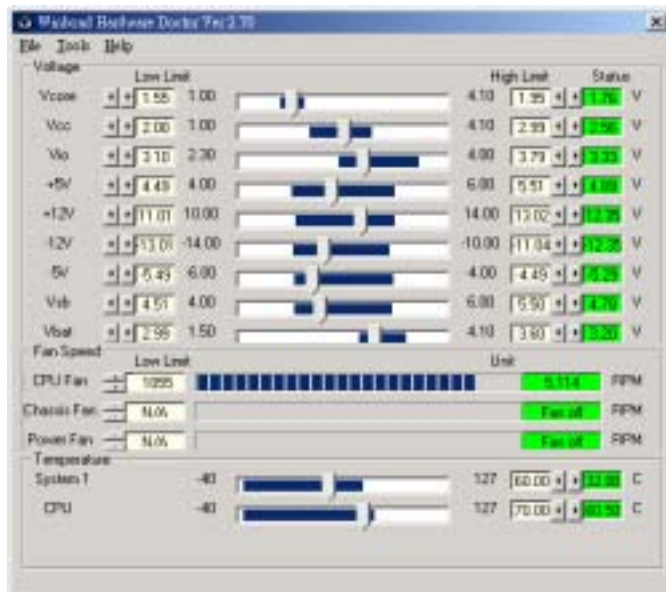 Winbond Hardware Doctor Ver 2.70
File Tools Help
Voltage
Low Limit High Limit Status
Vcore 1.55 1.00 4.10 1.95 1.76 V
Vcc 2.00 1.00 4.10 2.99 2.56 V
Vio 3.10 2.30 4.00 3.79 3.33 V
+5V 4.49 4.00 6.00 5.51 V
+12V 11.01 10.00 14.00 13.02 12.35 V
-12V -13.01 -14.00 -10.00 -11.04 -12.35 V
-5V -5.49 -6.00 -4.00 -4.49 -5.29 V
Vsb 4.51 4.00 6.00 5.50 4.78 V
Vbat 1.50 4.10 3.60 3.20 V
Fan Speed
Low Limit Unit
CPU Fan 5,114 RPM
Chassis Fan N/A Fan off RPM
Power Fan N/A Fan off RPM
Temperature
System 1 -40 127 60.00 32.00 C
CPU -40 127 70.00 60.50 C